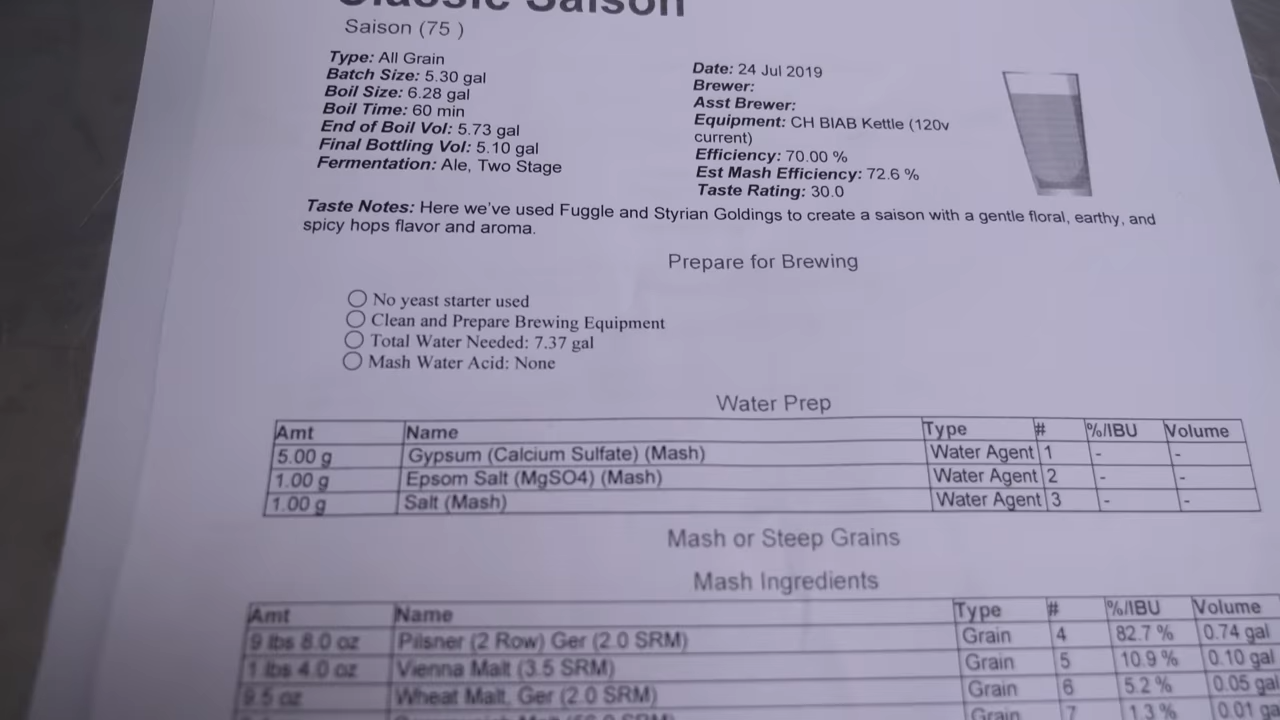 Classic Saison
Saison (75 )
Type: All Grain
Batch Size: 5.30 gal
Boil Size: 6.28 gal
Boil Time: 60 min
End of Boil Vol: 5.73 gal
Final Bottling Vol: 5.10 gal
Fermentation: Ale, Two Stage
Date: 24 Jul 2019
Brewer:
Asst Brewer:
Equipment: CH BIAB Kettle (120v
current)
Efficiency: 70.00 %
Est Mash Efficiency: 72.6 %
Taste Rating: 30.0
Taste Notes: Here we've used Fuggle and Styrian Goldings to create a saison with a gentle floral, earthy, and
spicy hops flavor and aroma.
Prepare for Brewing
No yeast starter used
Clean and Prepare Brewing Equipment
Total Water Needed: 7.37 gal
Mash Water Acid: None
Water Prep
Amt Name Type # %/IBU Volume
5.00 g Gypsum (Calcium Sulfate) (Mash) Water Agent 1 - -
1.00 g Epsom Salt (MgSO4) (Mash) Water Agent 2 - -
1.00 g Salt (Mash) Water Agent 3 - -
Mash or Steep Grains
Mash Ingredients
Amt Name Type # %/IBU Volume
9 lbs 8.0 oz Pilsner (2 Row) Ger (2.0 SRM) Grain 4 82.7 % 0.74 gal
1 lbs 4.0 oz Vienna Malt (3.5 SRM) Grain 5 10.9 % 0.10 gal
9.5 oz Wheat Malt, Ger (2.0 SRM) Grain 6 5.2 % 0.05 gal
Grain 7 1.3 % 0.01 ga